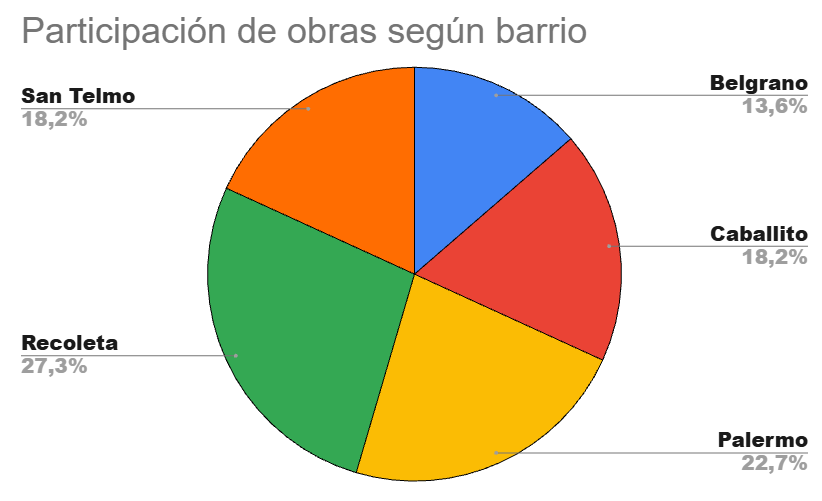 Participación de obras según barrio
San Telmo
18,2%
Belgrano
13,6%
Caballito
18,2%
Recoleta
27,3%
Palermo
22,7%